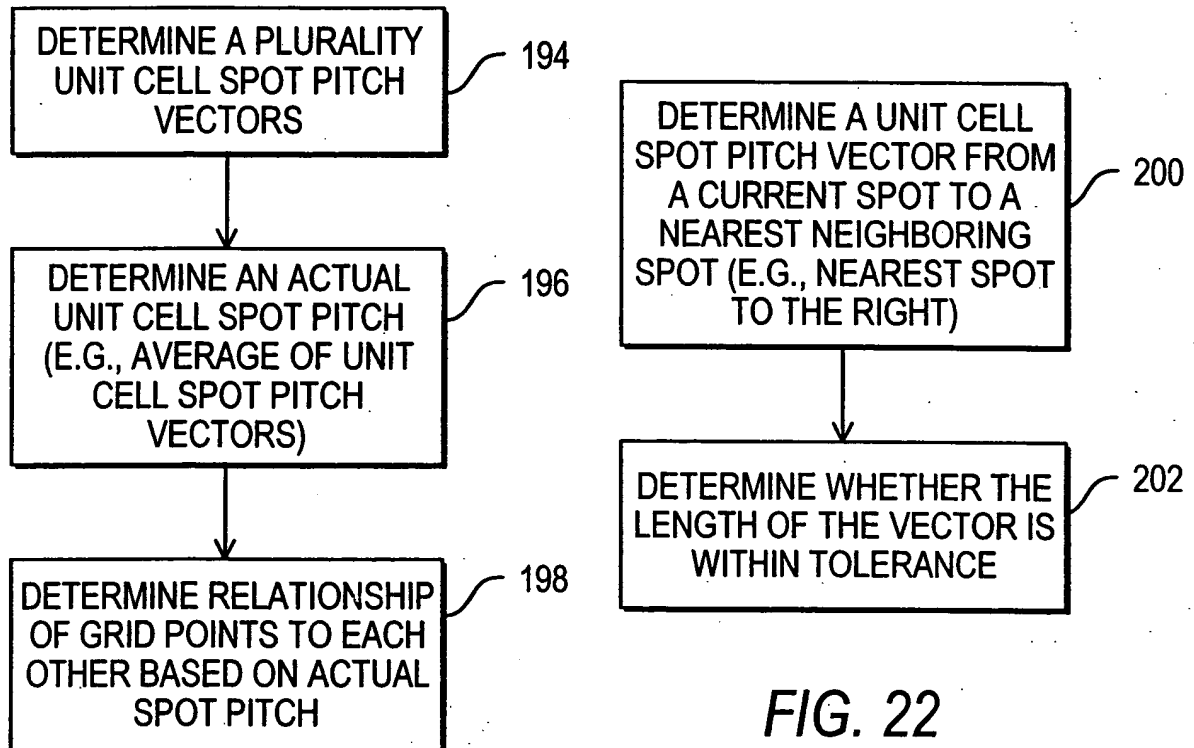 DETERMINE A PLURALITY
UNIT CELL SPOT PITCH
VECTORS
194
DETERMINE AN ACTUAL
UNIT CELL SPOT PITCH
(E.G., AVERAGE OF UNIT
CELL SPOT PITCH
VECTORS)
196
DETERMINE RELATIONSHIP
OF GRID POINTS TO EACH
OTHER BASED ON ACTUAL
SPOT PITCH
198
DETERMINE A UNIT CELL
SPOT PITCH VECTOR FROM
A CURRENT SPOT TO A
NEAREST NEIGHBORING
SPOT (E.G., NEAREST SPOT
TO THE RIGHT)
200
DETERMINE WHETHER THE
LENGTH OF THE VECTOR IS
WITHIN TOLERANCE
202
FIG. 22